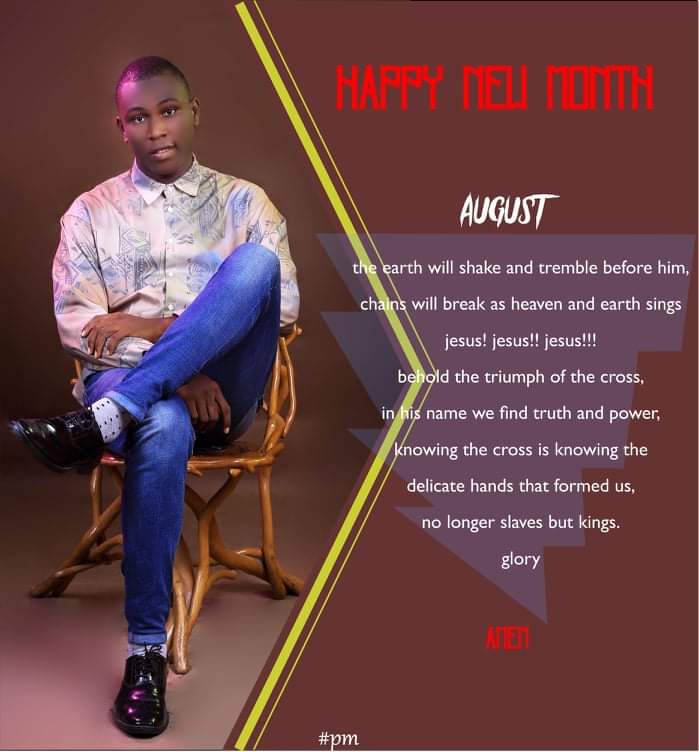 HAPPY NEW MONTH
AUGUST
the earth will shake and tremble before him,
chains will break as heaven and earth sings
jesus! jesus!! jesus!!!
behold the triumph of the cross,
in his name we find truth and power,
knowing the cross is knowing the
delicate hands that formed us,
no longer slaves but kings.
glory
AMEN
#pm